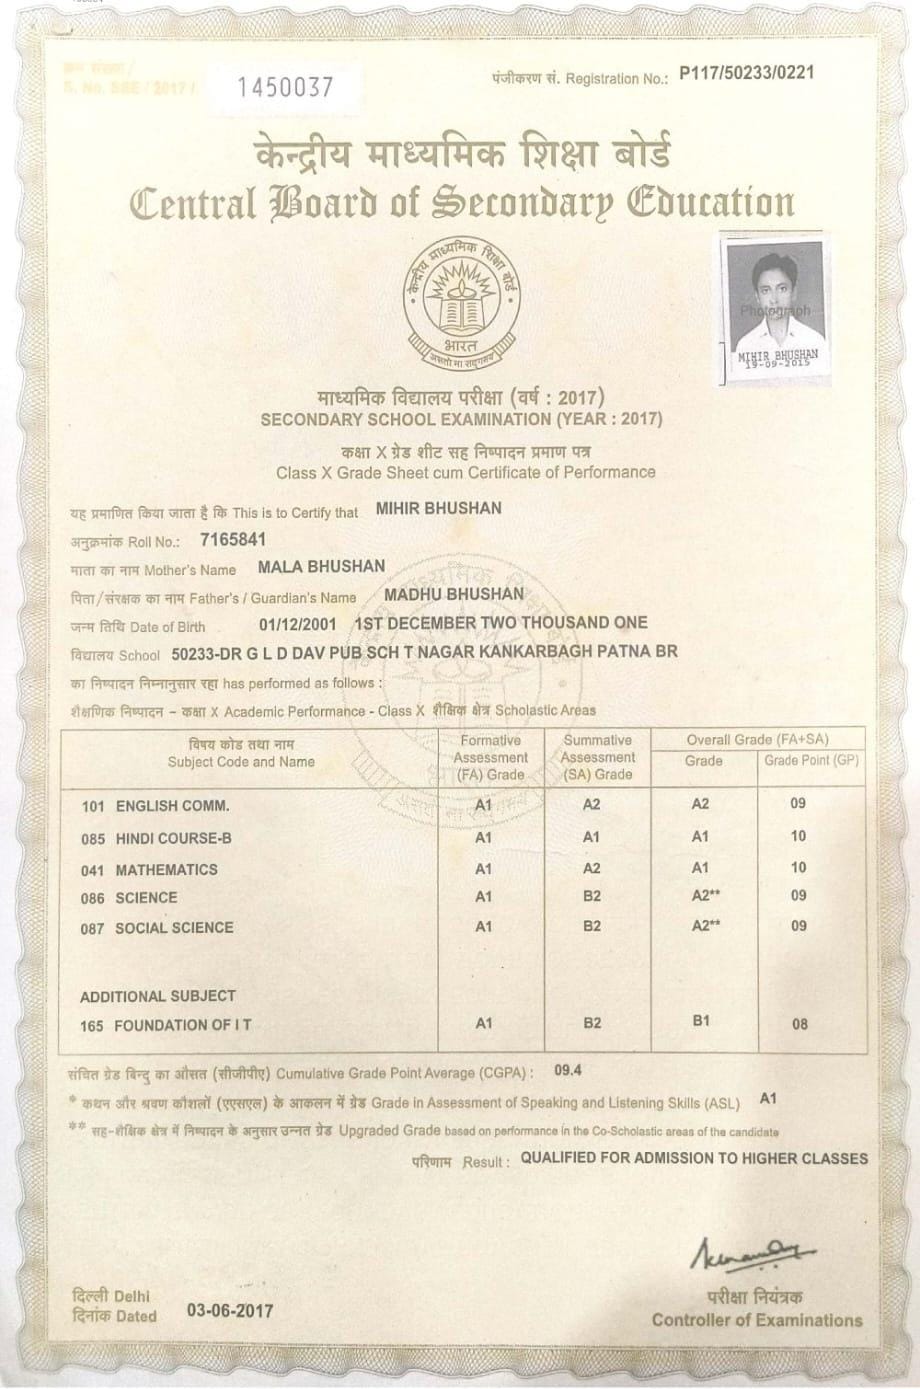 क्रम संख्या/
S. No. SSE / 2017 /
1450037
पंजीकरण सं. Registration No.: P117/50233/0221
केन्द्रीय माध्यमिक शिक्षा बोर्ड
Central Board of Secondary Education
केन्द्रीय माध्यमिक शिक्षा बोर्ड
भारत
असतो मा सद्गमय
Photograph
MIHIR BHUSHAN
19-09-2015
माध्यमिक विद्यालय परीक्षा (वर्ष : 2017)
SECONDARY SCHOOL EXAMINATION (YEAR : 2017)
कक्षा X ग्रेड शीट सह निष्पादन प्रमाण पत्र
Class X Grade Sheet cum Certificate of Performance
यह प्रमाणित किया जाता है कि This is to Certify that MIHIR BHUSHAN
अनुक्रमांक Roll No.: 7165841
माता का नाम Mother's Name MALA BHUSHAN
पिता/संरक्षक का नाम Father's / Guardian's Name MADHU BHUSHAN
जन्म तिथि Date of Birth 01/12/2001 1ST DECEMBER TWO THOUSAND ONE
विद्यालय School 50233-DR G L D DAV PUB SCH T NAGAR KANKARBAGH PATNA BR
का निष्पादन निम्नानुसार रहा has performed as follows :
शैक्षणिक निष्पादन – कक्षा X Academic Performance - Class X शैक्षिक क्षेत्र Scholastic Areas
विषय कोड तथा नाम
Subject Code and Name
Formative Assessment (FA) Grade
Summative Assessment (SA) Grade
Overall Grade (FA+SA)
Grade Grade Point (GP)
101 ENGLISH COMM. A1 A2 A2 09
085 HINDI COURSE-B A1 A1 A1 10
041 MATHEMATICS A1 A2 A1 10
086 SCIENCE A1 B2 A2** 09
087 SOCIAL SCIENCE A1 B2 A2** 09
ADDITIONAL SUBJECT
165 FOUNDATION OF I T A1 B2 B1 08
संचित ग्रेड बिन्दु का औसत (सीजीपीए) Cumulative Grade Point Average (CGPA) : 09.4
* कथन और श्रवण कौशलों (एएसएल) के आकलन में ग्रेड Grade in Assessment of Speaking and Listening Skills (ASL) A1
** सह-शैक्षिक क्षेत्र में निष्पादन के अनुसार उन्नत ग्रेड Upgraded Grade based on performance in the Co-Scholastic areas of the candidate
परिणाम Result : QUALIFIED FOR ADMISSION TO HIGHER CLASSES
दिल्ली Delhi
दिनांक Dated 03-06-2017
परीक्षा नियंत्रक
Controller of Examinations